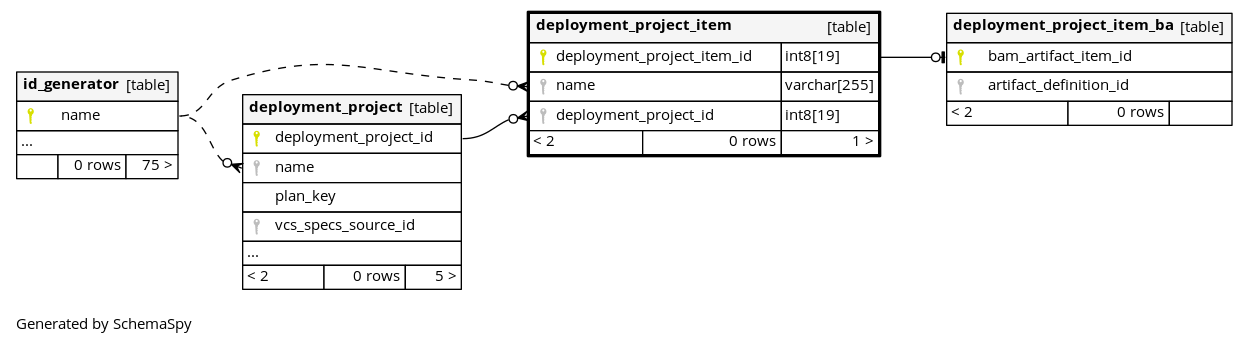 id_generator [table]
name
...
0 rows 75 >
deployment_project [table]
deployment_project_id
name
plan_key
vcs_specs_source_id
...
< 2 0 rows 5 >
deployment_project_item [table]
deployment_project_item_id int8[19]
name varchar[255]
deployment_project_id int8[19]
< 2 0 rows 1 >
deployment_project_item_ba [table]
bam_artifact_item_id
artifact_definition_id
< 2 0 rows
Generated by SchemaSpy